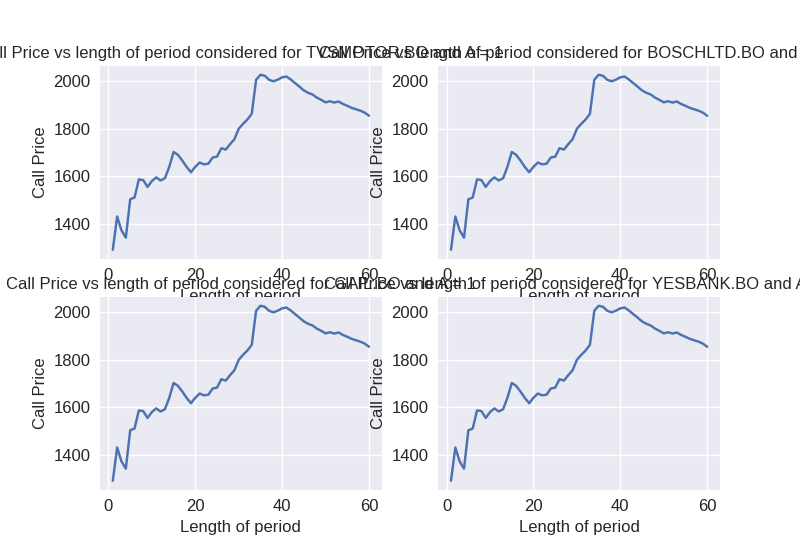 ll Price vs length of period considered for TVSMOTOR.BO and A = 1
Call Price vs length of period considered for BOSCHLTD.BO and
Call Price
2000
1800
1600
1400
0 20 40 60
Length of period
Call Price
2000
1800
1600
1400
0 20 40 60
Length of period
Call Price vs length of period considered for GAIL.BO and A = 1
Call Price vs length of period considered for YESBANK.BO and A
Call Price
2000
1800
1600
1400
0 20 40 60
Length of period
Call Price
2000
1800
1600
1400
0 20 40 60
Length of period